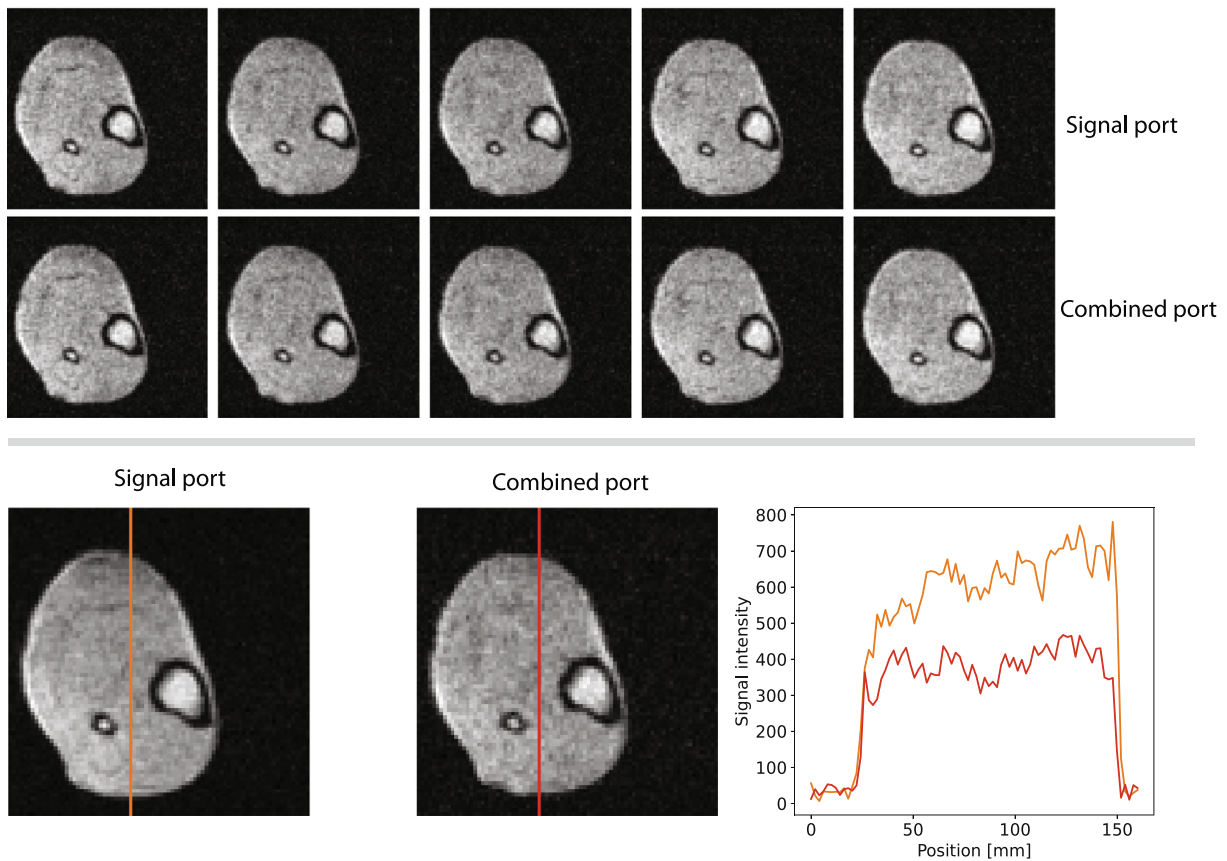 Signal port
Combined port
Signal port
Combined port
Signal intensity
800
700
600
500
400
300
200
100
0
0 50 100 150
Position [mm]